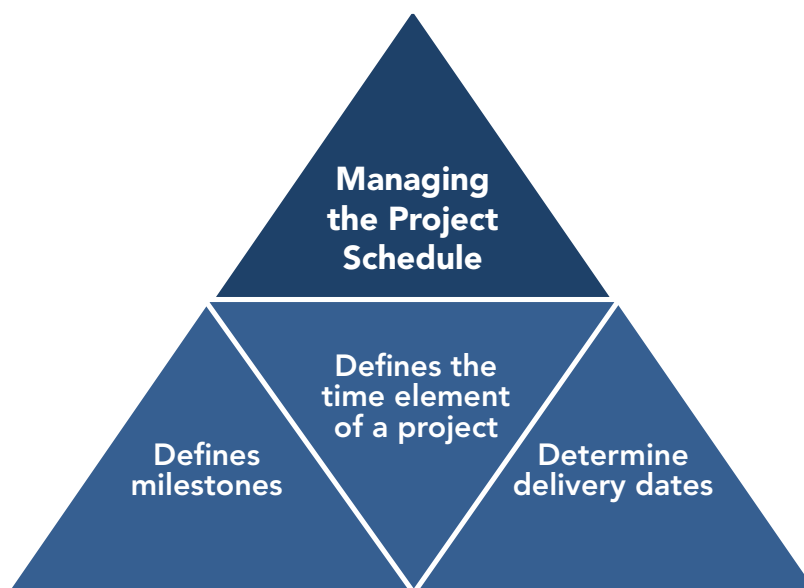 Managing
the Project
Schedule
Defines the
time element
of a project
Defines
milestones
Determine
delivery dates